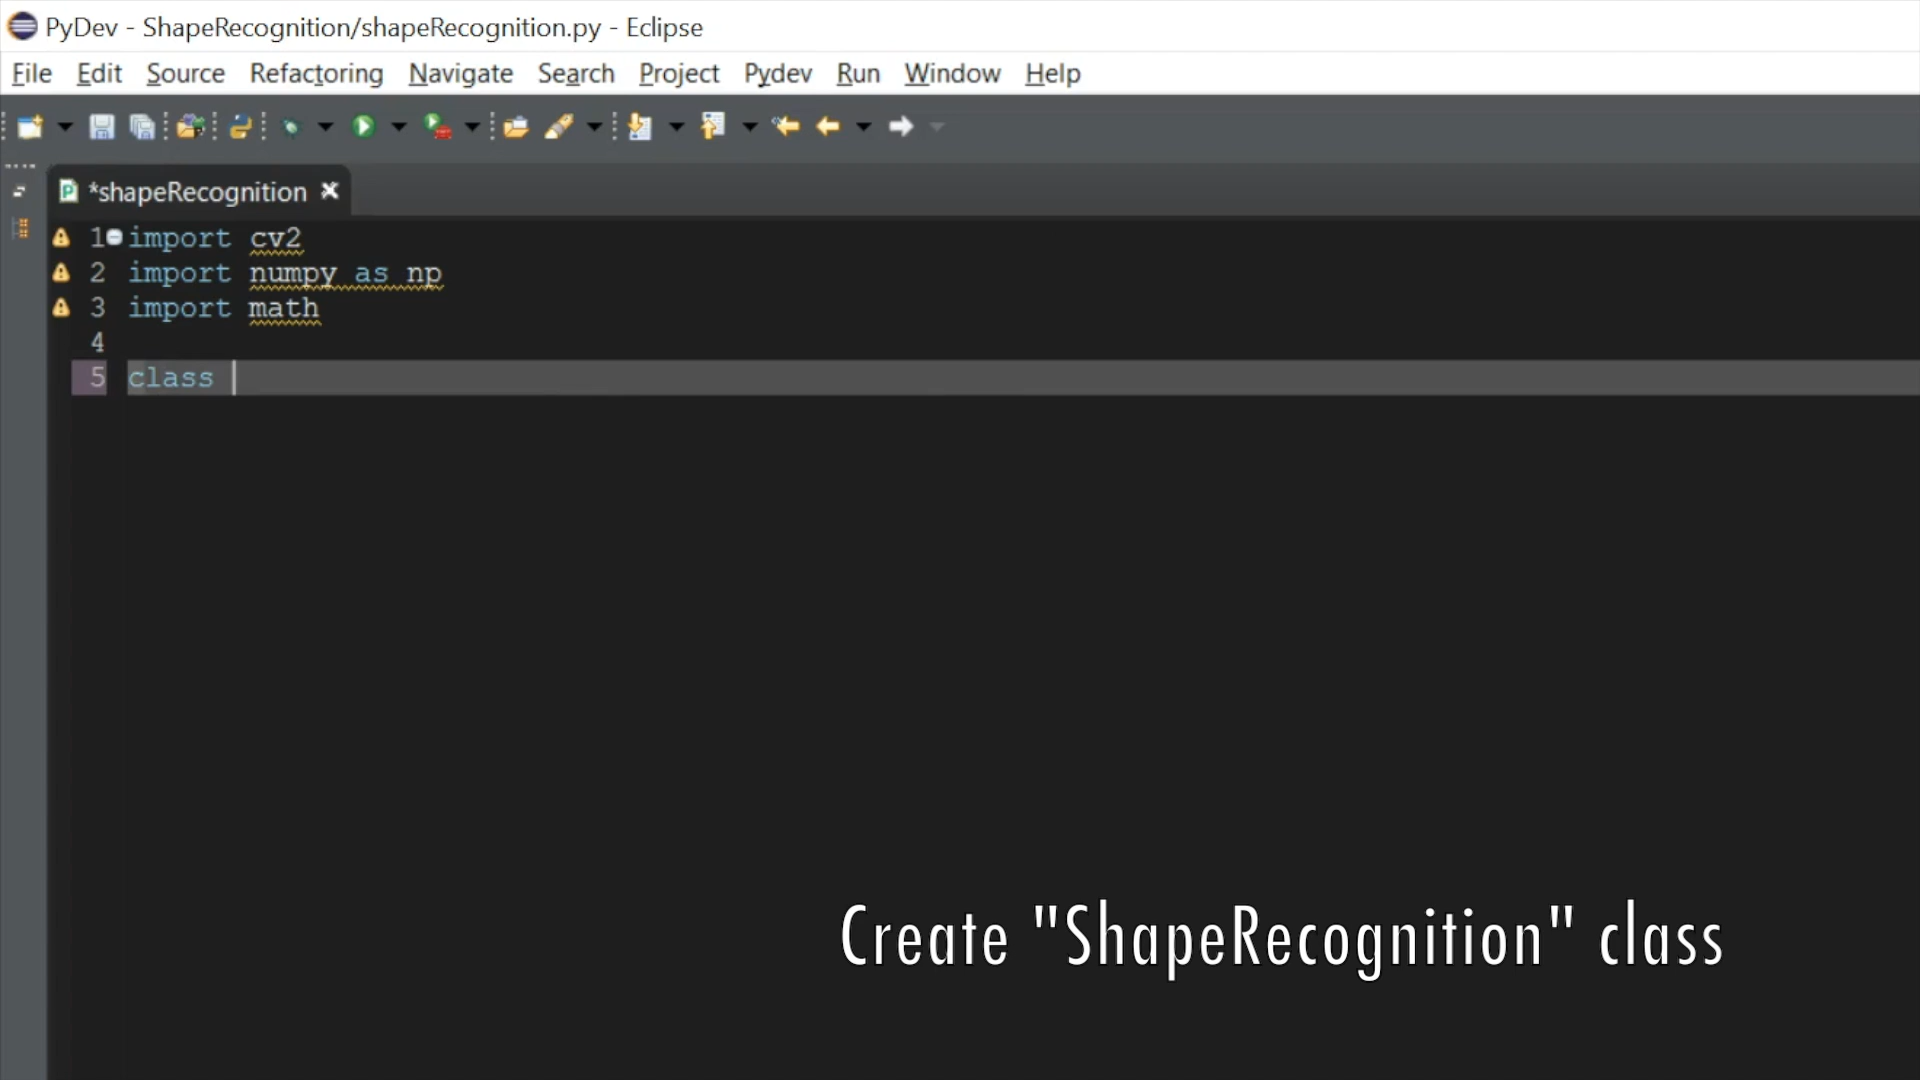 PyDev - ShapeRecognition/shapeRecognition.py - Eclipse
File Edit Source Refactoring Navigate Search Project Pydev Run Window Help
*shapeRecognition
1 import cv2
2 import numpy as np
3 import math
4
5 class
Create "ShapeRecognition" class